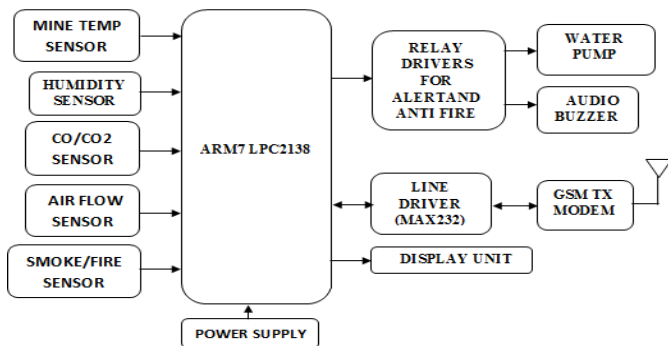 MINE TEMP
SENSOR
HUMIDITY
SENSOR
CO/CO2
SENSOR
AIR FLOW
SENSOR
SMOKE/FIRE
SENSOR
ARM7 LPC2138
POWER SUPPLY
RELAY
DRIVERS
FOR
ALERTAND
ANTI FIRE
WATER
PUMP
AUDIO
BUZZER
LINE
DRIVER
(MAX232)
GSM TX
MODEM
DISPLAY UNIT